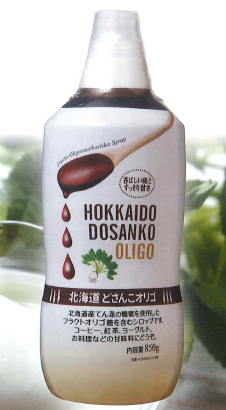 Fructo-Oligosaccharides Syrup
香ばしい味と
すっきり甘さ
HOKKAIDO
DOSANKO
OLIGO
北海道 どさんこオリゴ
北海道産てん菜の糖蜜を使用した
フラクトオリゴ糖を含むシロップです。
コーヒー、紅茶、ヨーグルト、
お料理などの甘味料にどうぞ。
内容量 850g